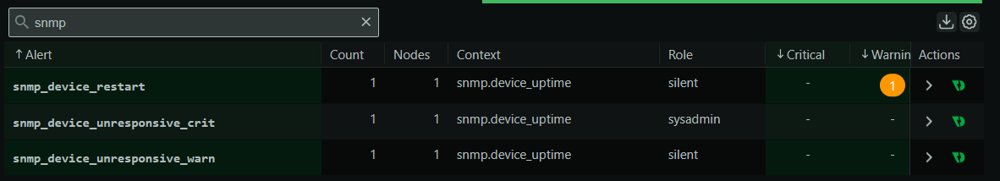 snmp
Alert Count Nodes Context Role Critical Warnin Actions
snmp_device_restart 1 1 snmp.device_uptime silent - 1
snmp_device_unresponsive_crit 1 1 snmp.device_uptime sysadmin - -
snmp_device_unresponsive_warn 1 1 snmp.device_uptime silent - -